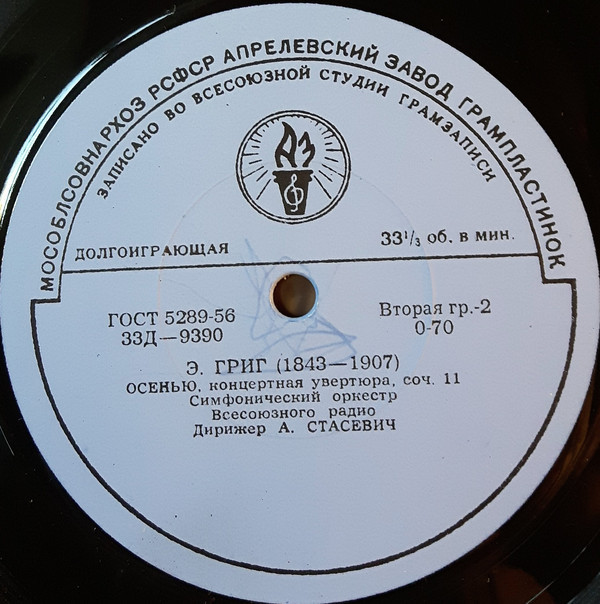 МОСОБЛСОВНАРХОЗ РСФСР АПРЕЛЕВСКИЙ ЗАВОД ГРАМПЛАСТИНОК
ЗАПИСАНО ВО ВСЕСОЮЗНОЙ СТУДИИ ГРАМЗАПИСИ
АЗ
ДОЛГОИГРАЮЩАЯ
33 1/3 об. в мин.
ГОСТ 5289-56
33Д—9390
Вторая гр.-2
0-70
Э. ГРИГ (1843—1907)
ОСЕНЬЮ, концертная увертюра, соч. 11
Симфонический оркестр
Всесоюзного радио
Дирижер А. СТАСЕВИЧ